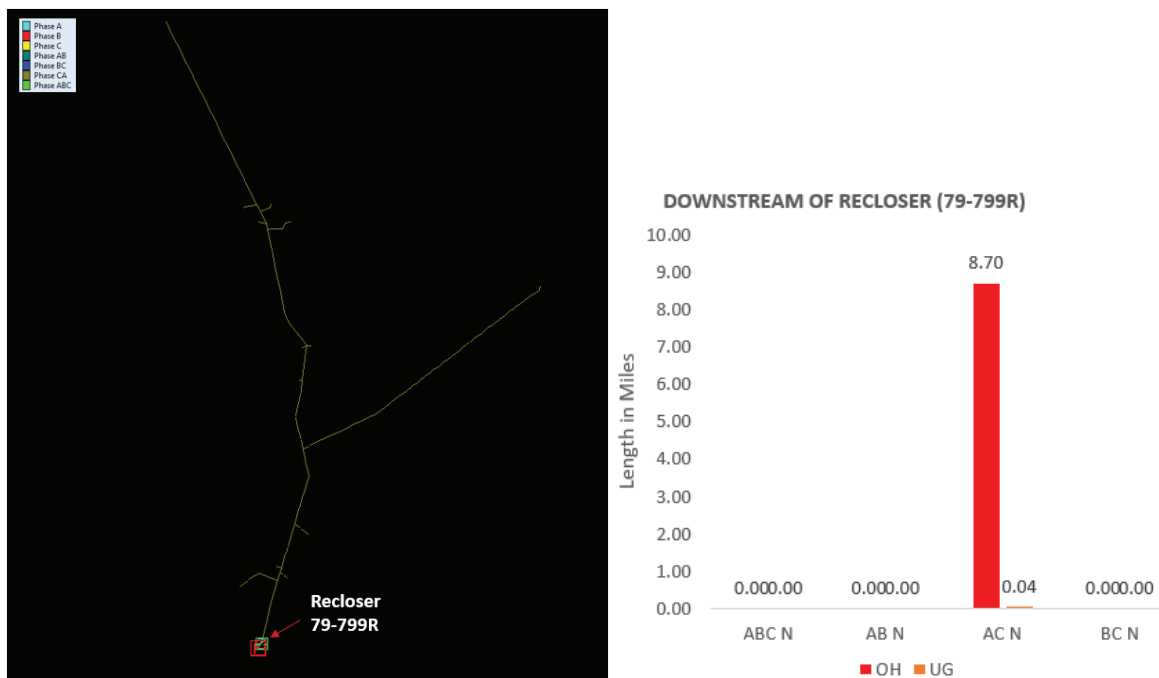 Phase A
Phase B
Phase C
Phase AB
Phase BC
Phase CA
Phase ABC
Recloser
79-799R
DOWNSTREAM OF RECLOSER (79-799R)
Length in Miles
10.00
9.00
8.00
7.00
6.00
5.00
4.00
3.00
2.00
1.00
0.00
8.70
0.000.00
0.000.00
0.04
0.000.00
ABC N
AB N
AC N
BC N
OH
UG